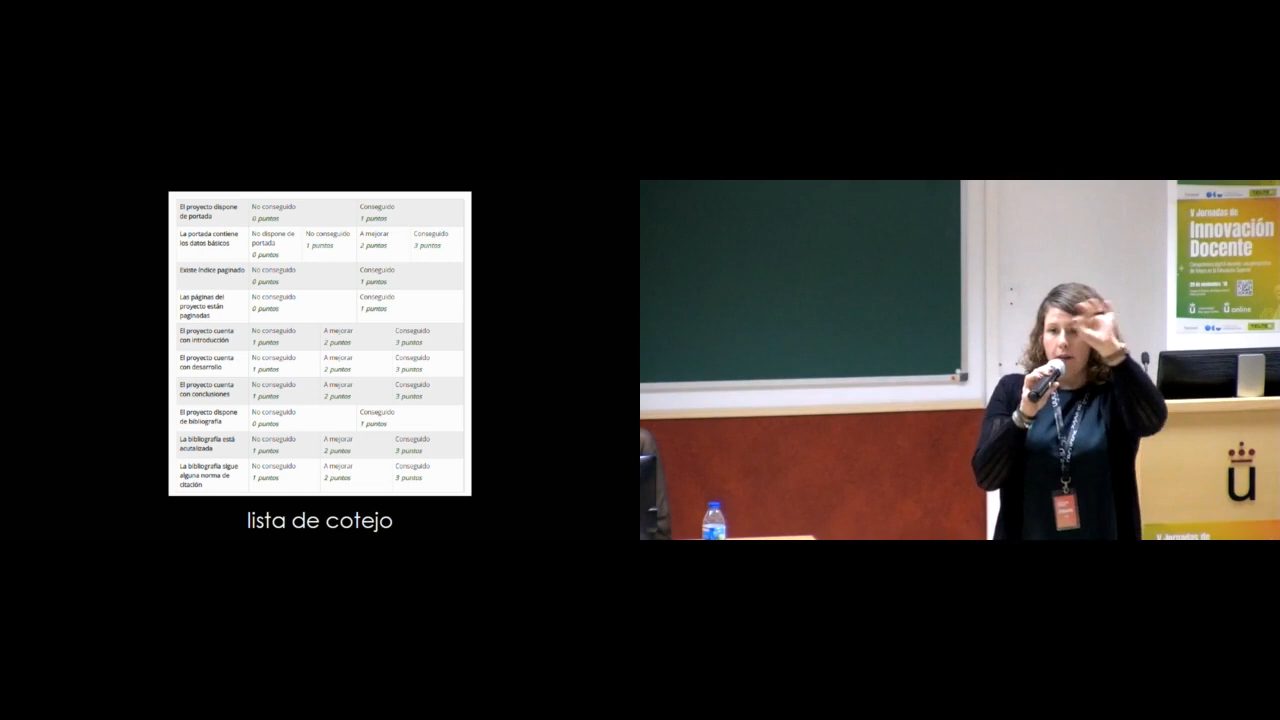 El proyecto dispone de portada
No conseguido
0 puntos
Conseguido
1 puntos
La portada contiene los datos básicos
No dispone de portada
0 puntos
No conseguido
1 puntos
A mejorar
2 puntos
Conseguido
3 puntos
Existe índice paginado
No conseguido
0 puntos
Conseguido
1 puntos
Las páginas del proyecto están paginadas
No conseguido
0 puntos
Conseguido
1 puntos
El proyecto cuenta con introducción
No conseguido
1 puntos
A mejorar
2 puntos
Conseguido
3 puntos
El proyecto cuenta con desarrollo
No conseguido
1 puntos
A mejorar
2 puntos
Conseguido
3 puntos
El proyecto cuenta con conclusiones
No conseguido
1 puntos
A mejorar
2 puntos
Conseguido
3 puntos
El proyecto dispone de bibliografía
No conseguido
0 puntos
Conseguido
1 puntos
La bibliografía está acutalizada
No conseguido
1 puntos
A mejorar
2 puntos
Conseguido
3 puntos
La bibliografía sigue alguna norma de citación
No conseguido
1 puntos
A mejorar
2 puntos
Conseguido
3 puntos
lista de cotejo
V Jornadas de
Innovación
Docente
online
V Jornadas de